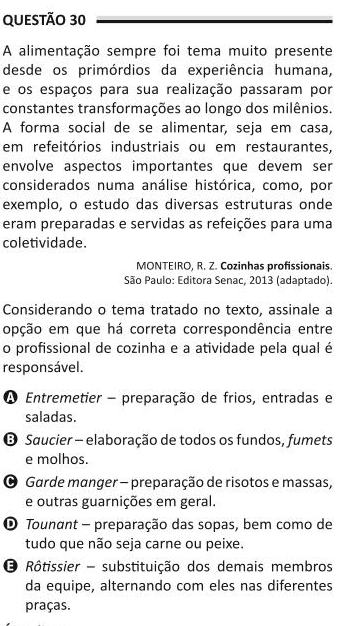 QUESTÃO 30
A alimentação sempre foi tema muito presente
desde os primórdios da experiência humana,
e os espaços para sua realização passaram por
constantes transformações ao longo dos milênios.
A forma social de se alimentar, seja em casa,
em refeitórios industriais ou em restaurantes,
envolve aspectos importantes que devem ser
considerados numa análise histórica, como, por
exemplo, o estudo das diversas estruturas onde
eram preparadas e servidas as refeições para uma
coletividade.
MONTEIRO, R. Z. Cozinhas profissionais.
São Paulo: Editora Senac, 2013 (adaptado).
Considerando o tema tratado no texto, assinale a
opção em que há correta correspondência entre
o profissional de cozinha e a atividade pela qual é
responsável.
A Entremetier – preparação de frios, entradas e
saladas.
B Saucier – elaboração de todos os fundos, fumets
e molhos.
C Garde manger – preparação de risotos e massas,
e outras guarnições em geral.
D Tounant – preparação das sopas, bem como de
tudo que não seja carne ou peixe.
E Rôtissier – substituição dos demais membros
da equipe, alternando com eles nas diferentes
praças.